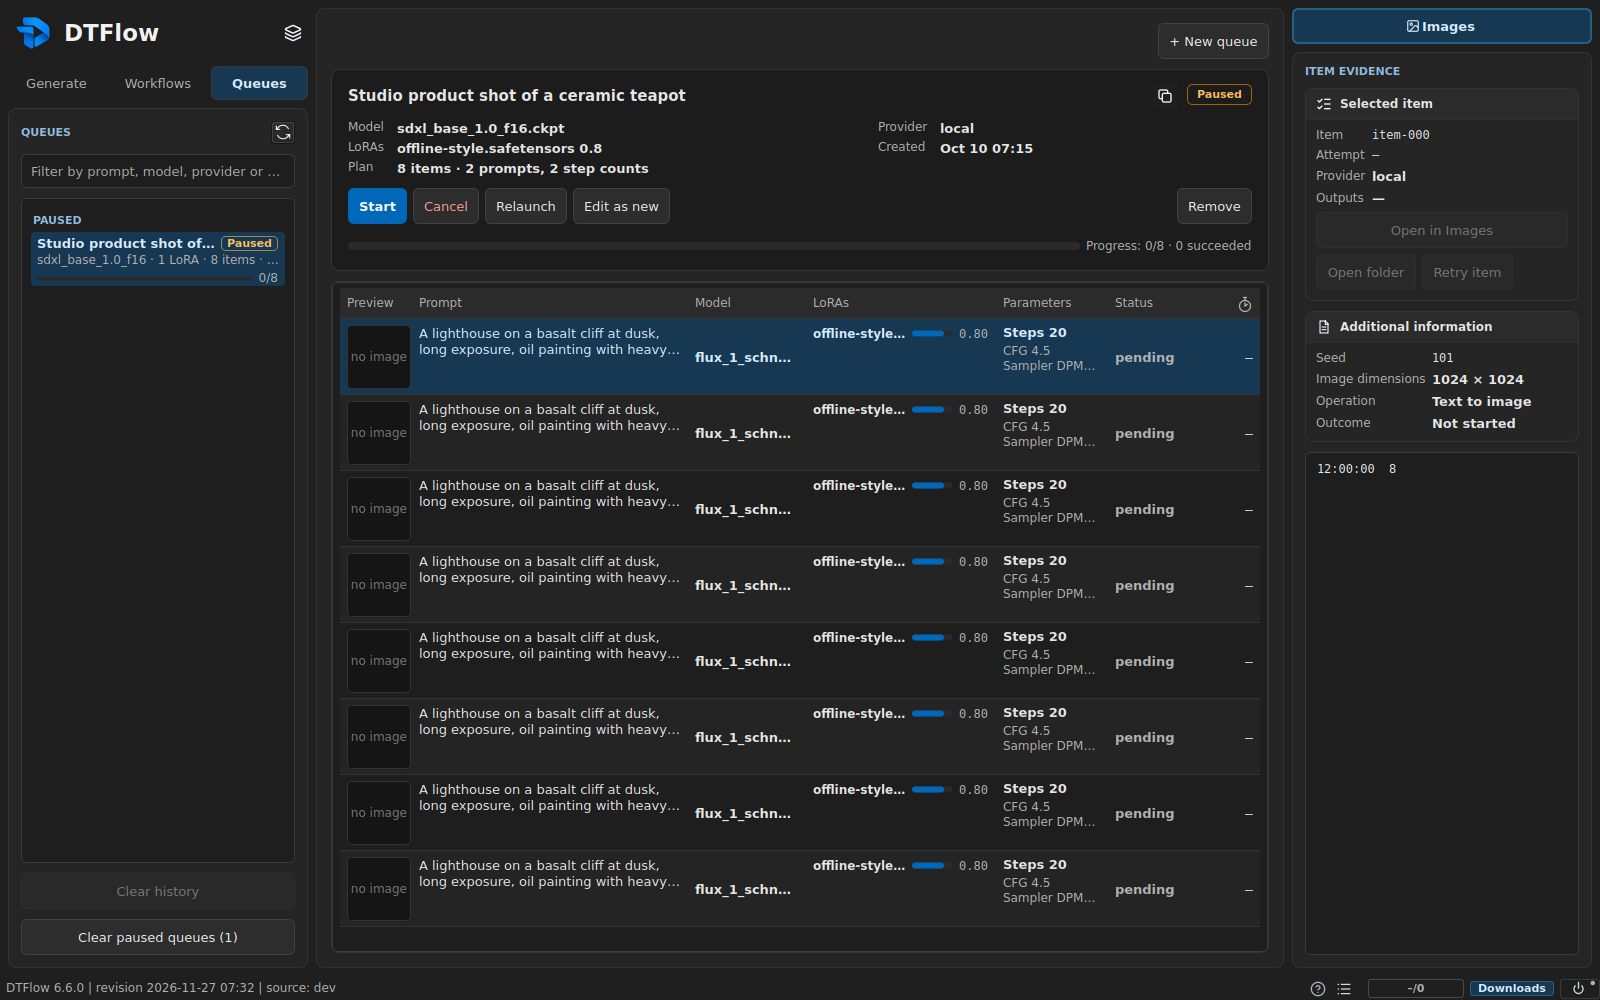 DTFlow
Generate Workflows Queues
QUEUES
Filter by prompt, model, provider or ...
PAUSED
Studio product shot of... Paused
sdxl_base_1.0_f16 · 1 LoRA · 8 items · ...
0/8
Clear history
Clear paused queues (1)
+ New queue
Studio product shot of a ceramic teapot Paused
Model sdxl_base_1.0_f16.ckpt Provider local
LoRAs offline-style.safetensors 0.8 Created Oct 10 07:15
Plan 8 items · 2 prompts, 2 step counts
Start Cancel Relaunch Edit as new Remove
Progress: 0/8 · 0 succeeded
Preview Prompt Model LoRAs Parameters Status
no image A lighthouse on a basalt cliff at dusk, long exposure, oil painting with heavy... flux_1_schn... offline-style... 0.80 Steps 20 CFG 4.5 Sampler DPM... pending –
no image A lighthouse on a basalt cliff at dusk, long exposure, oil painting with heavy... flux_1_schn... offline-style... 0.80 Steps 20 CFG 4.5 Sampler DPM... pending –
no image A lighthouse on a basalt cliff at dusk, long exposure, oil painting with heavy... flux_1_schn... offline-style... 0.80 Steps 20 CFG 4.5 Sampler DPM... pending –
no image A lighthouse on a basalt cliff at dusk, long exposure, oil painting with heavy... flux_1_schn... offline-style... 0.80 Steps 20 CFG 4.5 Sampler DPM... pending –
no image A lighthouse on a basalt cliff at dusk, long exposure, oil painting with heavy... flux_1_schn... offline-style... 0.80 Steps 20 CFG 4.5 Sampler DPM... pending –
no image A lighthouse on a basalt cliff at dusk, long exposure, oil painting with heavy... flux_1_schn... offline-style... 0.80 Steps 20 CFG 4.5 Sampler DPM... pending –
no image A lighthouse on a basalt cliff at dusk, long exposure, oil painting with heavy... flux_1_schn... offline-style... 0.80 Steps 20 CFG 4.5 Sampler DPM... pending –
no image A lighthouse on a basalt cliff at dusk, long exposure, oil painting with heavy... flux_1_schn... offline-style... 0.80 Steps 20 CFG 4.5 Sampler DPM... pending –
Images
ITEM EVIDENCE
Selected item
Item item-000
Attempt –
Provider local
Outputs —
Open in Images
Open folder Retry item
Additional information
Seed 101
Image dimensions 1024 × 1024
Operation Text to image
Outcome Not started
12:00:00 8
DTFlow 6.6.0 | revision 2026-11-27 07:32 | source: dev
–/0 Downloads